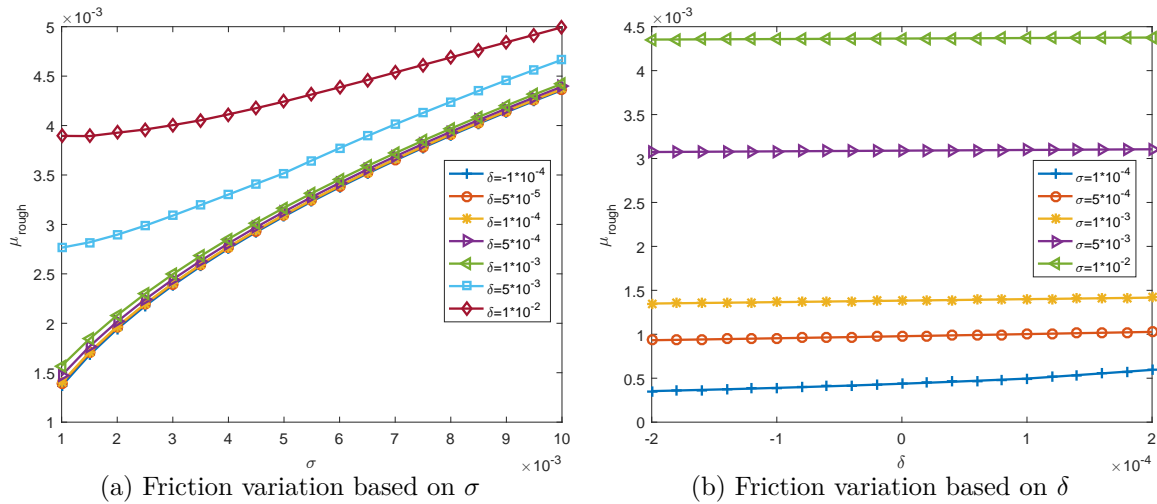 ×10⁻³
5
4.5
4
3.5
3
2.5
2
1.5
1
μrough
1 2 3 4 5 6 7 8 9 10
σ ×10⁻³
δ=-1*10⁻⁴
δ=5*10⁻⁵
δ=1*10⁻⁴
δ=5*10⁻⁴
δ=1*10⁻³
δ=5*10⁻³
δ=1*10⁻²
(a) Friction variation based on σ
×10⁻³
4.5
4
3.5
3
2.5
2
1.5
1
0.5
0
μrough
-2 -1 0 1 2
δ ×10⁻⁴
σ=1*10⁻⁴
σ=5*10⁻⁴
σ=1*10⁻³
σ=5*10⁻³
σ=1*10⁻²
(b) Friction variation based on δ